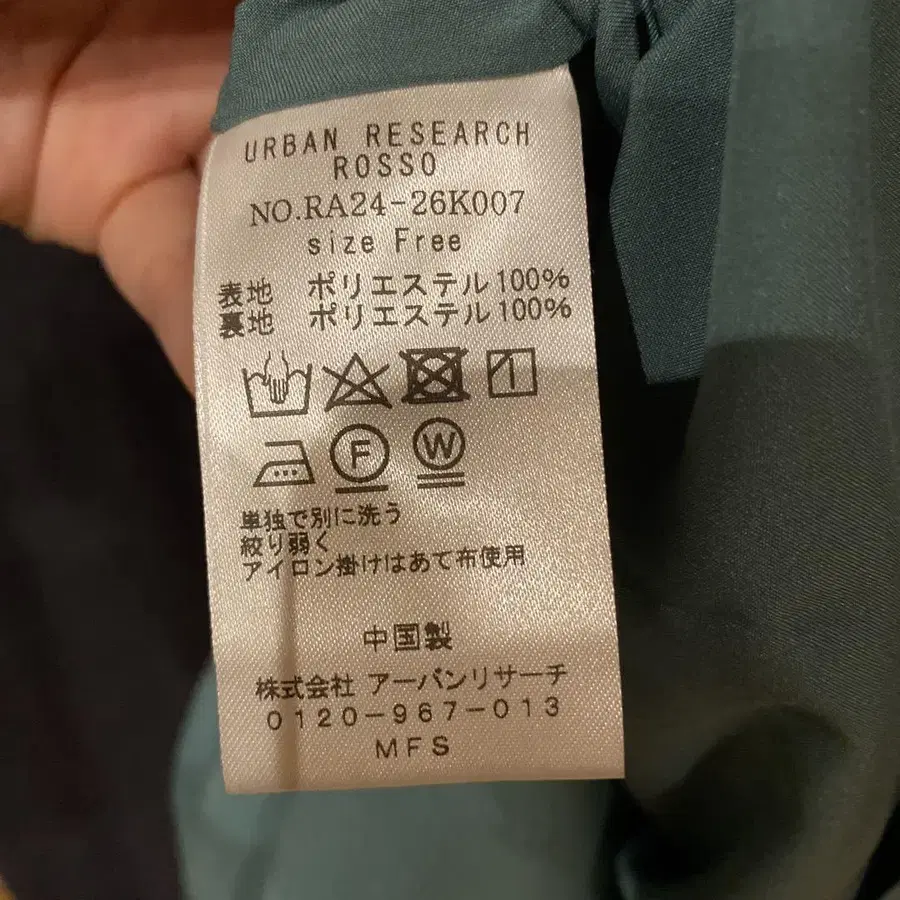 URBAN RESEARCH
ROSSO
NO.RA24-26K007
size Free
表地 ポリエステル100%
裏地 ポリエステル100%
F W
単独で別に洗う
絞り弱く
アイロン掛けはあて布使用
中国製
株式会社 アーバンリサーチ
0120-967-013
MFS